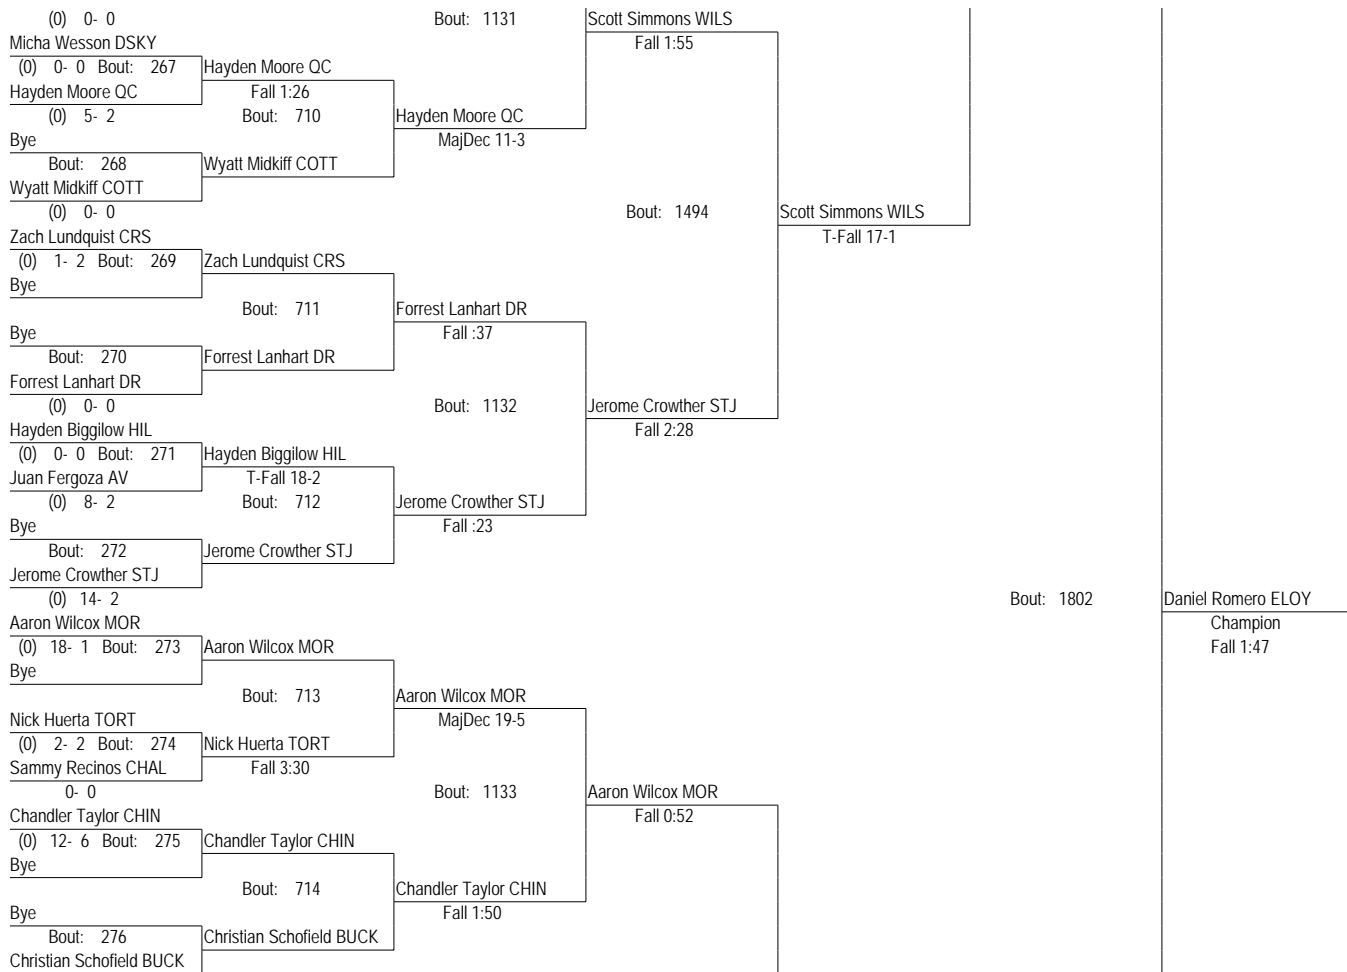 (0) 0- 0 Bout: 1131 Scott Simmons WILS
Micha Wesson DSKY Fall 1:55
(0) 0- 0 Bout: 267 Hayden Moore QC
Hayden Moore QC Fall 1:26
(0) 5- 2 Bout: 710 Hayden Moore QC
Bye MajDec 11-3
Bout: 268 Wyatt Midkiff COTT
Wyatt Midkiff COTT
(0) 0- 0 Bout: 1494 Scott Simmons WILS
Zach Lundquist CRS T-Fall 17-1
(0) 1- 2 Bout: 269 Zach Lundquist CRS
Bye
Bout: 711 Forrest Lanhart DR
Bye Fall :37
Bout: 270 Forrest Lanhart DR
Forrest Lanhart DR
(0) 0- 0 Bout: 1132 Jerome Crowther STJ
Hayden Biggilow HIL Fall 2:28
(0) 0- 0 Bout: 271 Hayden Biggilow HIL
Juan Fergoza AV T-Fall 18-2
(0) 8- 2 Bout: 712 Jerome Crowther STJ
Bye Fall :23
Bout: 272 Jerome Crowther STJ
Jerome Crowther STJ
(0) 14- 2 Bout: 1802 Daniel Romero ELOY
Aaron Wilcox MOR Champion
(0) 18- 1 Bout: 273 Aaron Wilcox MOR Fall 1:47
Bye
Bout: 713 Aaron Wilcox MOR
Nick Huerta TORT MajDec 19-5
(0) 2- 2 Bout: 274 Nick Huerta TORT
Sammy Recinos CHAL Fall 3:30
0- 0 Bout: 1133 Aaron Wilcox MOR
Chandler Taylor CHIN Fall 0:52
(0) 12- 6 Bout: 275 Chandler Taylor CHIN
Bye
Bout: 714 Chandler Taylor CHIN
Bye Fall 1:50
Bout: 276 Christian Schofield BUCK
Christian Schofield BUCK